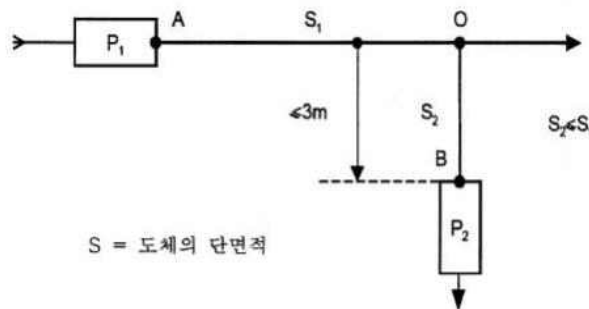 A S₁ O
P₁
≤3m S₂ S₂≤S
B
P₂
S = 도체의 단면적